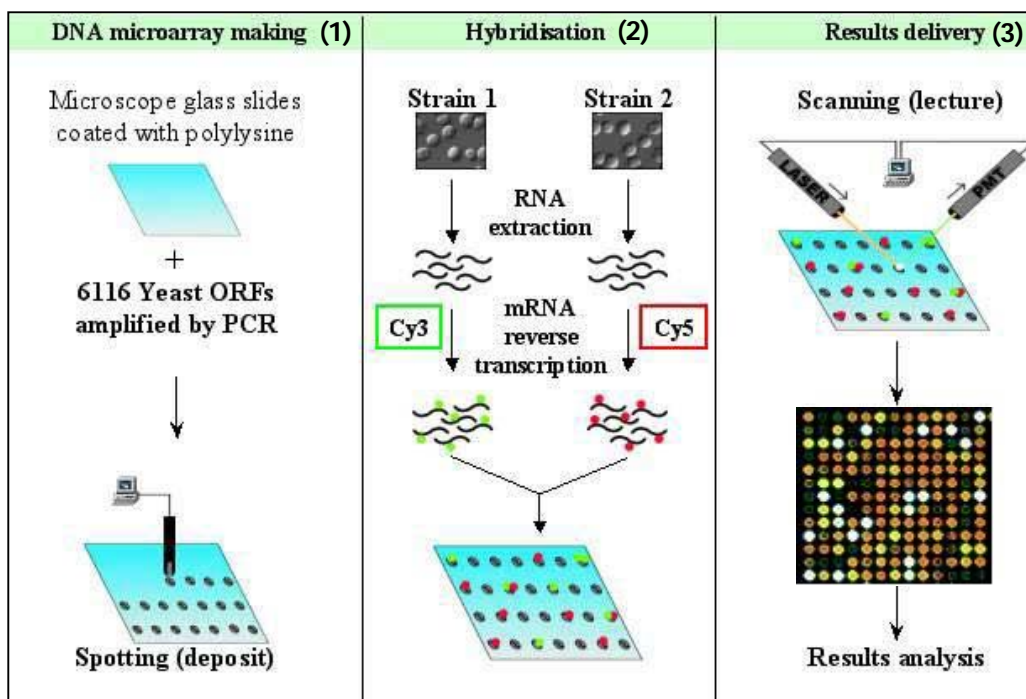 DNA microarray making (1)
Microscope glass slides
coated with polylysine
+
6116 Yeast ORFs
amplified by PCR
Spotting (deposit)
Hybridisation (2)
Strain 1 Strain 2
RNA
extraction
Cy3
mRNA
reverse
transcription
Cy5
Results delivery (3)
Scanning (lecture)
LASER
PMT
Results analysis